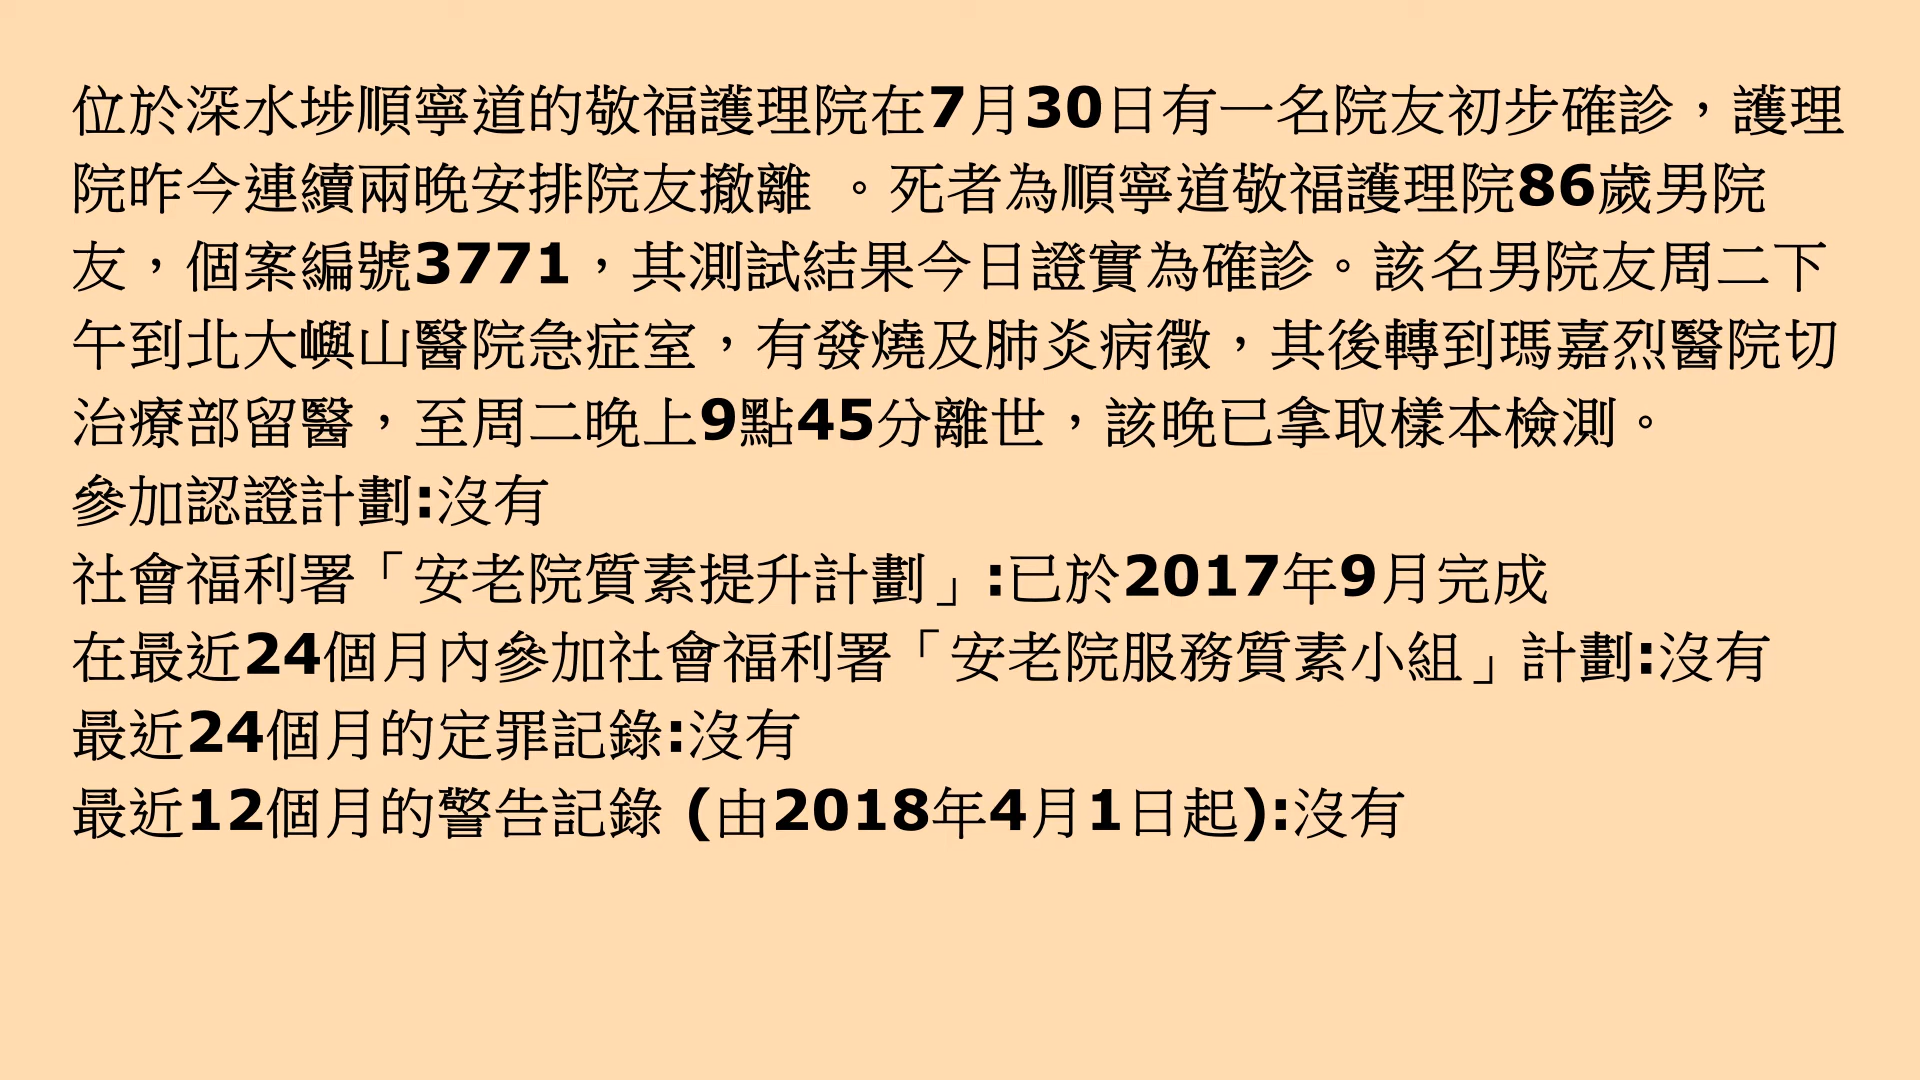 位於深水埗順寧道的敬福護理院在7月30日有一名院友初步確診，護理
院昨今連續兩晚安排院友撤離 。死者為順寧道敬福護理院86歲男院
友，個案編號3771，其測試結果今日證實為確診。該名男院友周二下
午到北大嶼山醫院急症室，有發燒及肺炎病徵，其後轉到瑪嘉烈醫院切
治療部留醫，至周二晚上9點45分離世，該晚已拿取樣本檢測。
參加認證計劃:沒有
社會福利署「安老院質素提升計劃」:已於2017年9月完成
在最近24個月內參加社會福利署「安老院服務質素小組」計劃:沒有
最近24個月的定罪記錄:沒有
最近12個月的警告記錄 (由2018年4月1日起):沒有